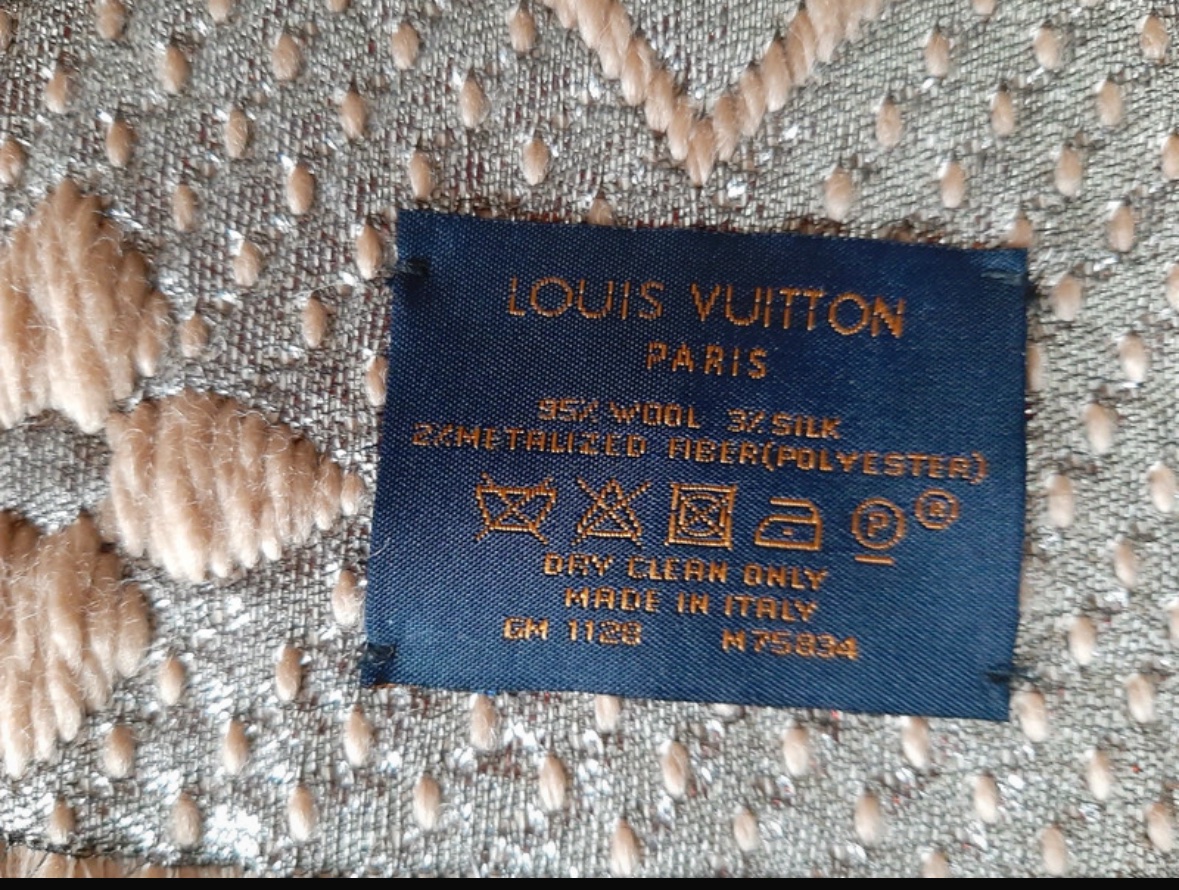 LOUIS VUITTON
PARIS
95% WOOL 3% SILK
2%METALIZED FIBER(POLYESTER)
P R
DRY CLEAN ONLY
MADE IN ITALY
GM 1128 M75834